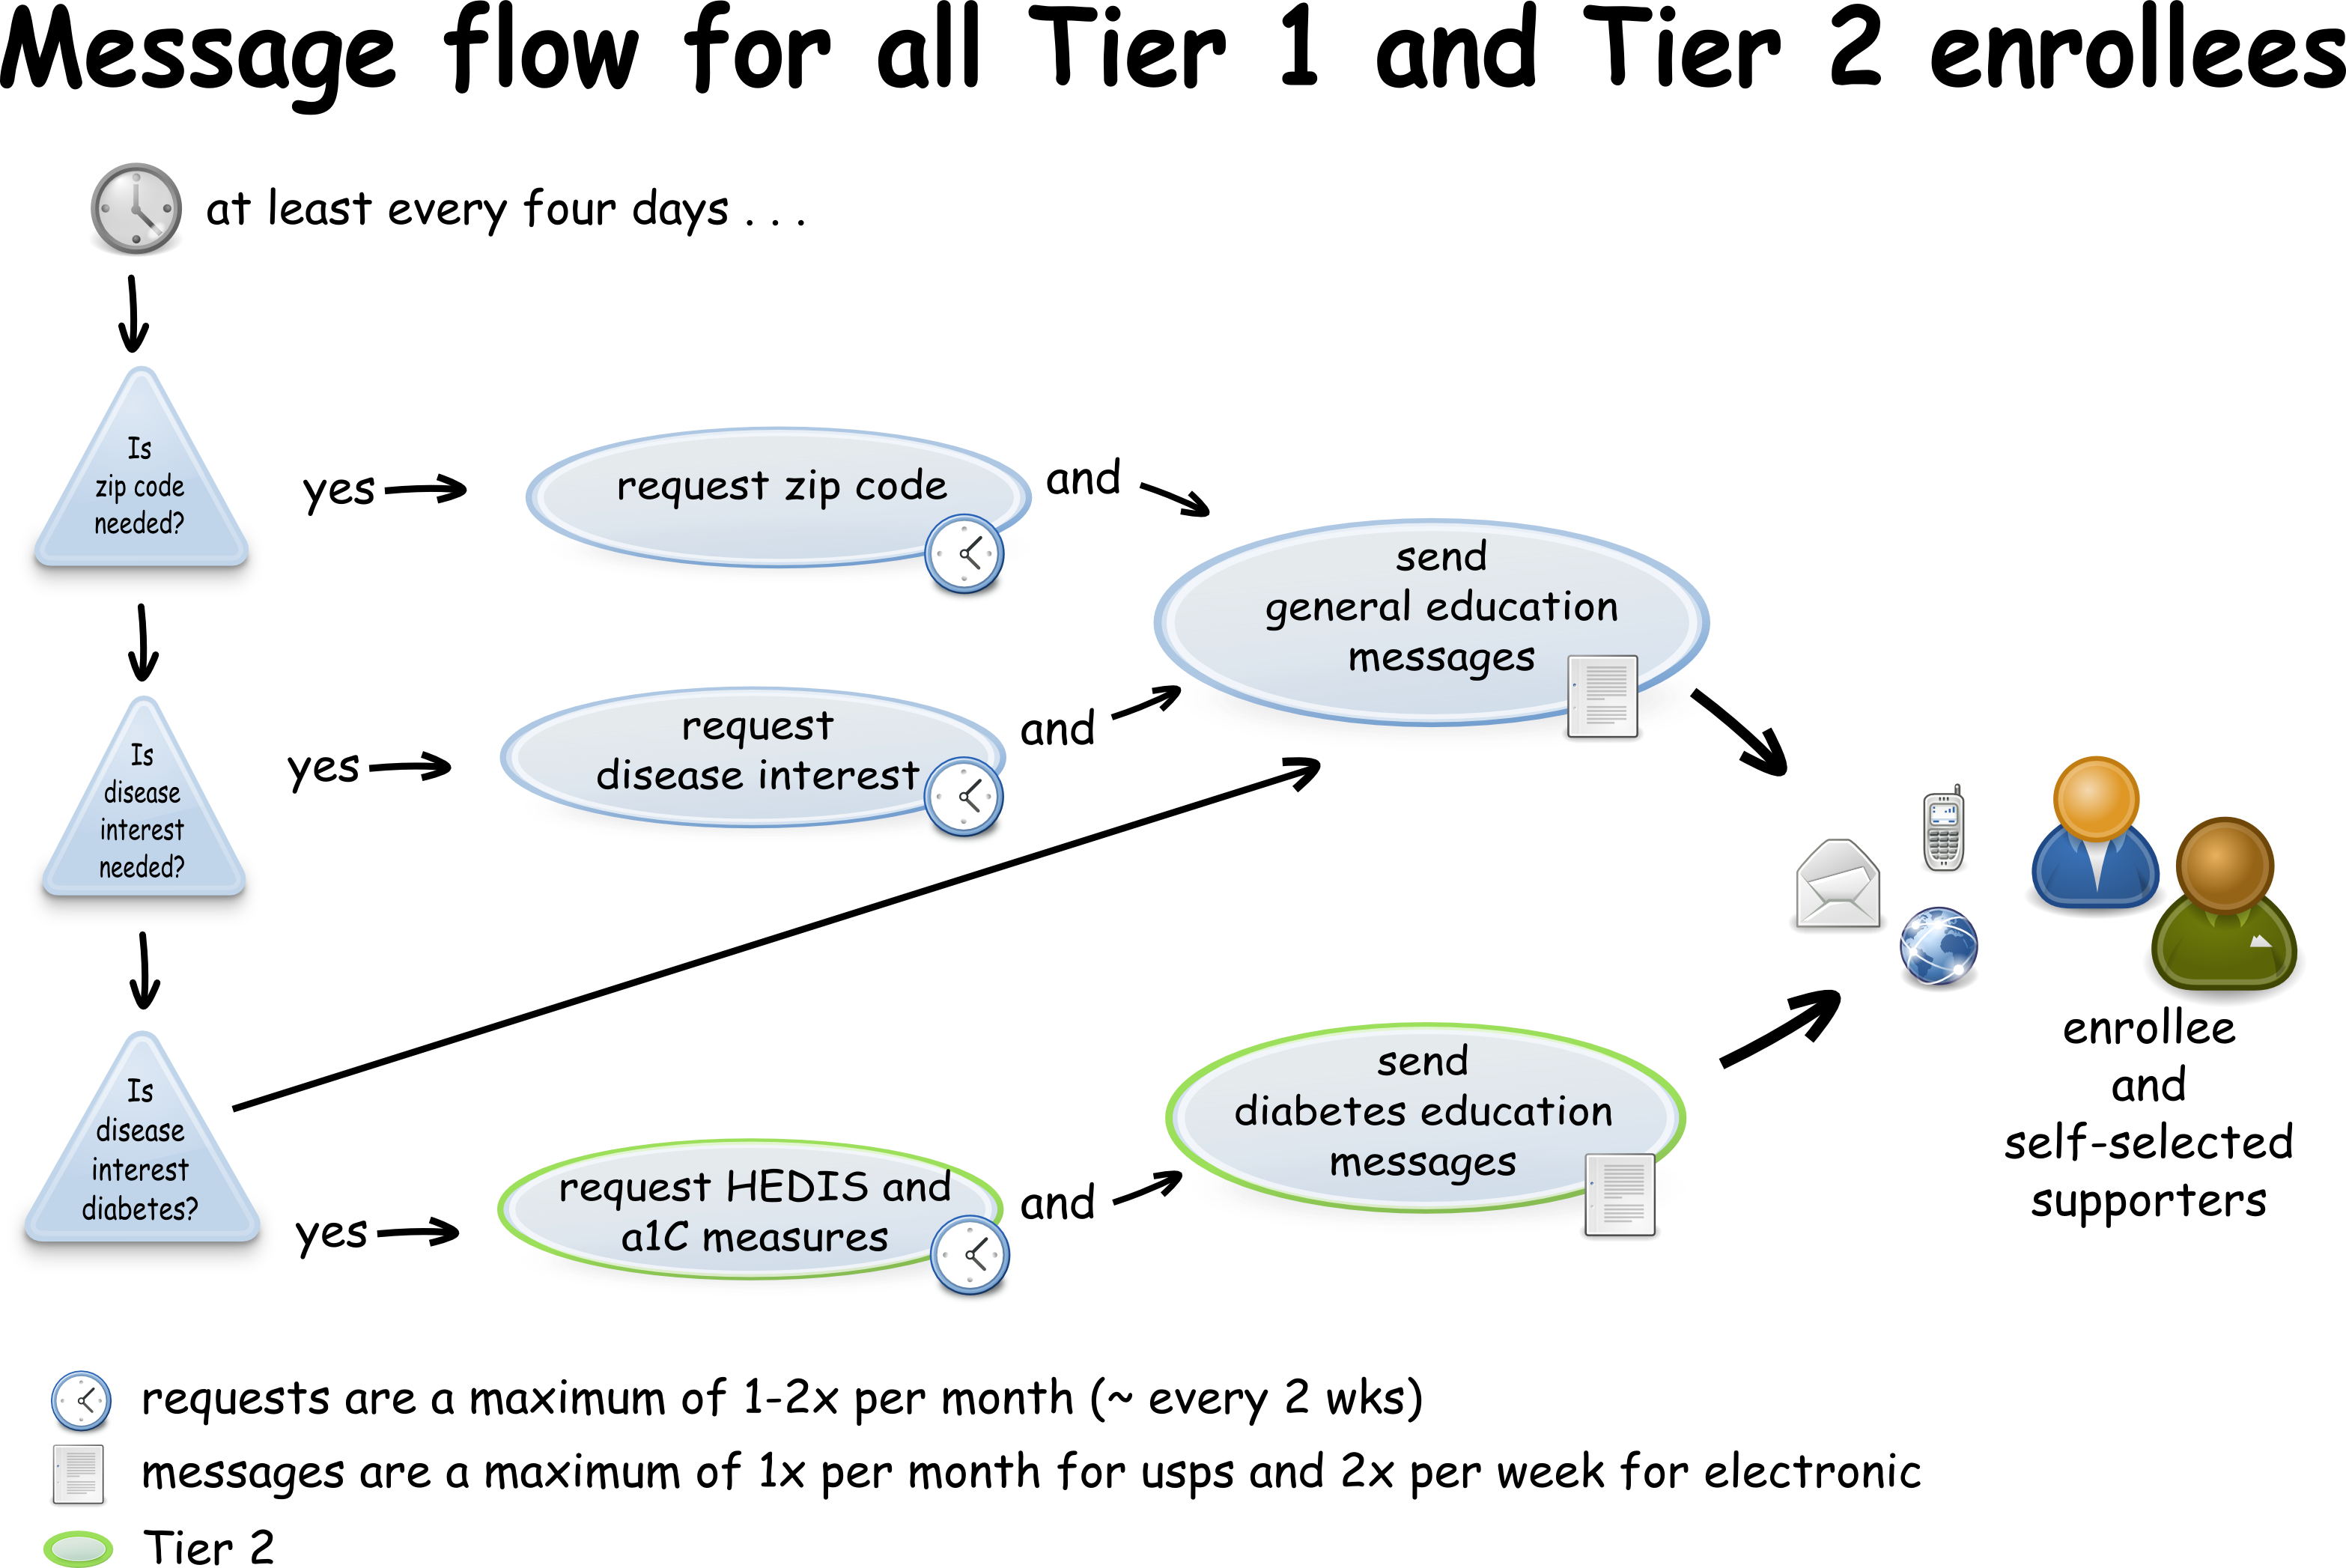 Message flow for all Tier 1 and Tier 2 enrollees
at least every four days . . .
Is
zip code
needed?
yes
request zip code
and
send
general education
messages
Is
disease
interest
needed?
yes
request
disease interest
and
Is
disease
interest
diabetes?
yes
request HEDIS and
a1C measures
and
send
diabetes education
messages
enrollee
and
self-selected
supporters
requests are a maximum of 1-2x per month (~ every 2 wks)
messages are a maximum of 1x per month for usps and 2x per week for electronic
Tier 2